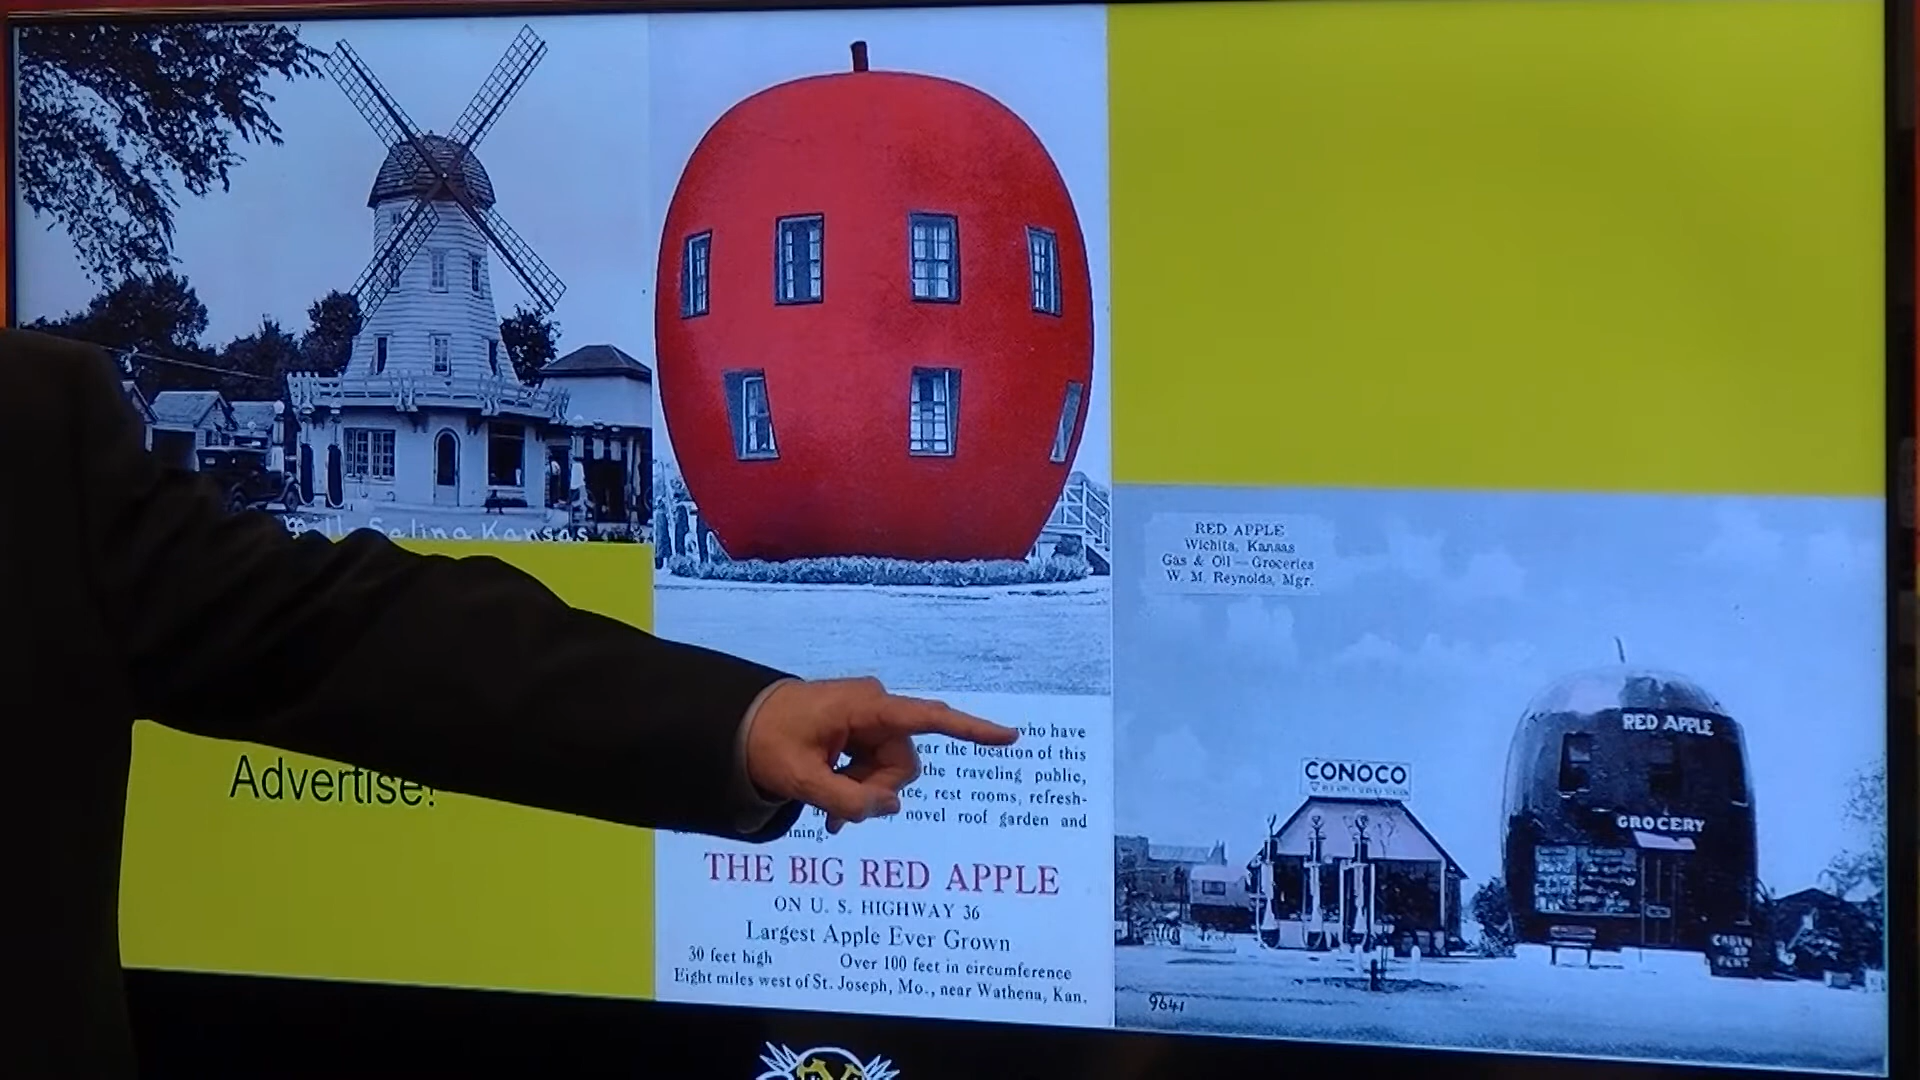 Salina Kansas
Advertise!
who have
ear the location of this
the traveling public,
ice, rest rooms, refresh-
novel roof garden and
ining.
THE BIG RED APPLE
ON U. S. HIGHWAY 36
Largest Apple Ever Grown
30 feet high Over 100 feet in circumference
Eight miles west of St. Joseph, Mo., near Wathena, Kan.
RED APPLE
Wichita, Kansas
Gas & Oil — Groceries
W. M. Reynolds, Mgr.
RED APPLE
CONOCO
GROCERY
9641